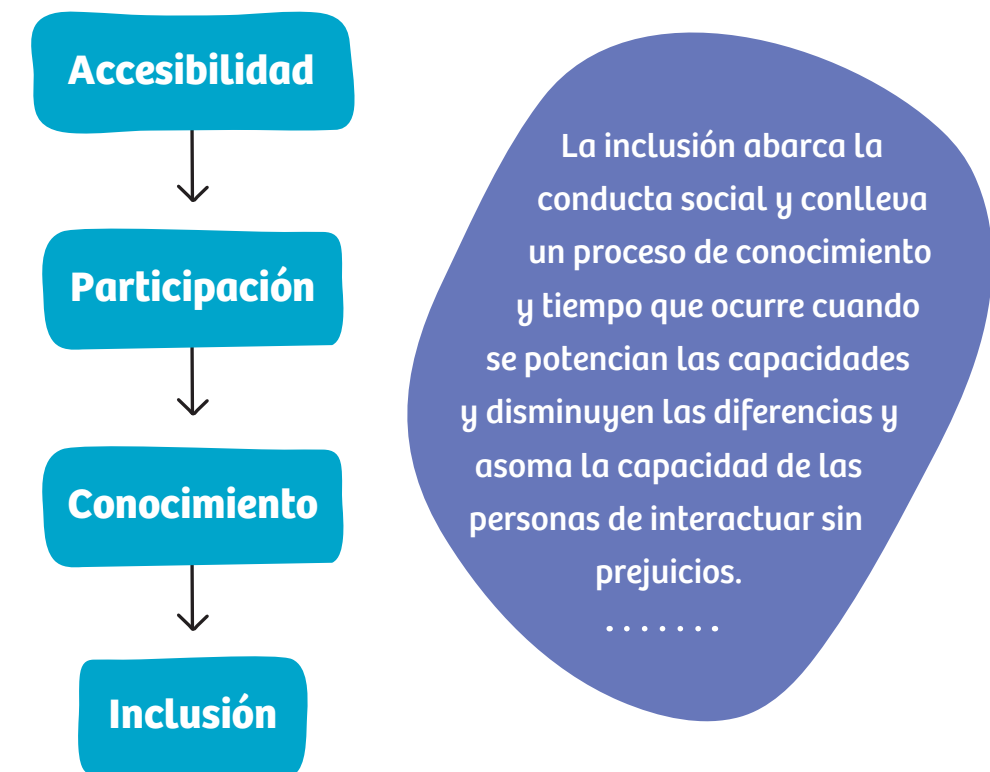 Accesibilidad
Participación
Conocimiento
Inclusión
La inclusión abarca la
conducta social y conlleva
un proceso de conocimiento
y tiempo que ocurre cuando
se potencian las capacidades
y disminuyen las diferencias y
asoma la capacidad de las
personas de interactuar sin
prejuicios.
. . . . . . .